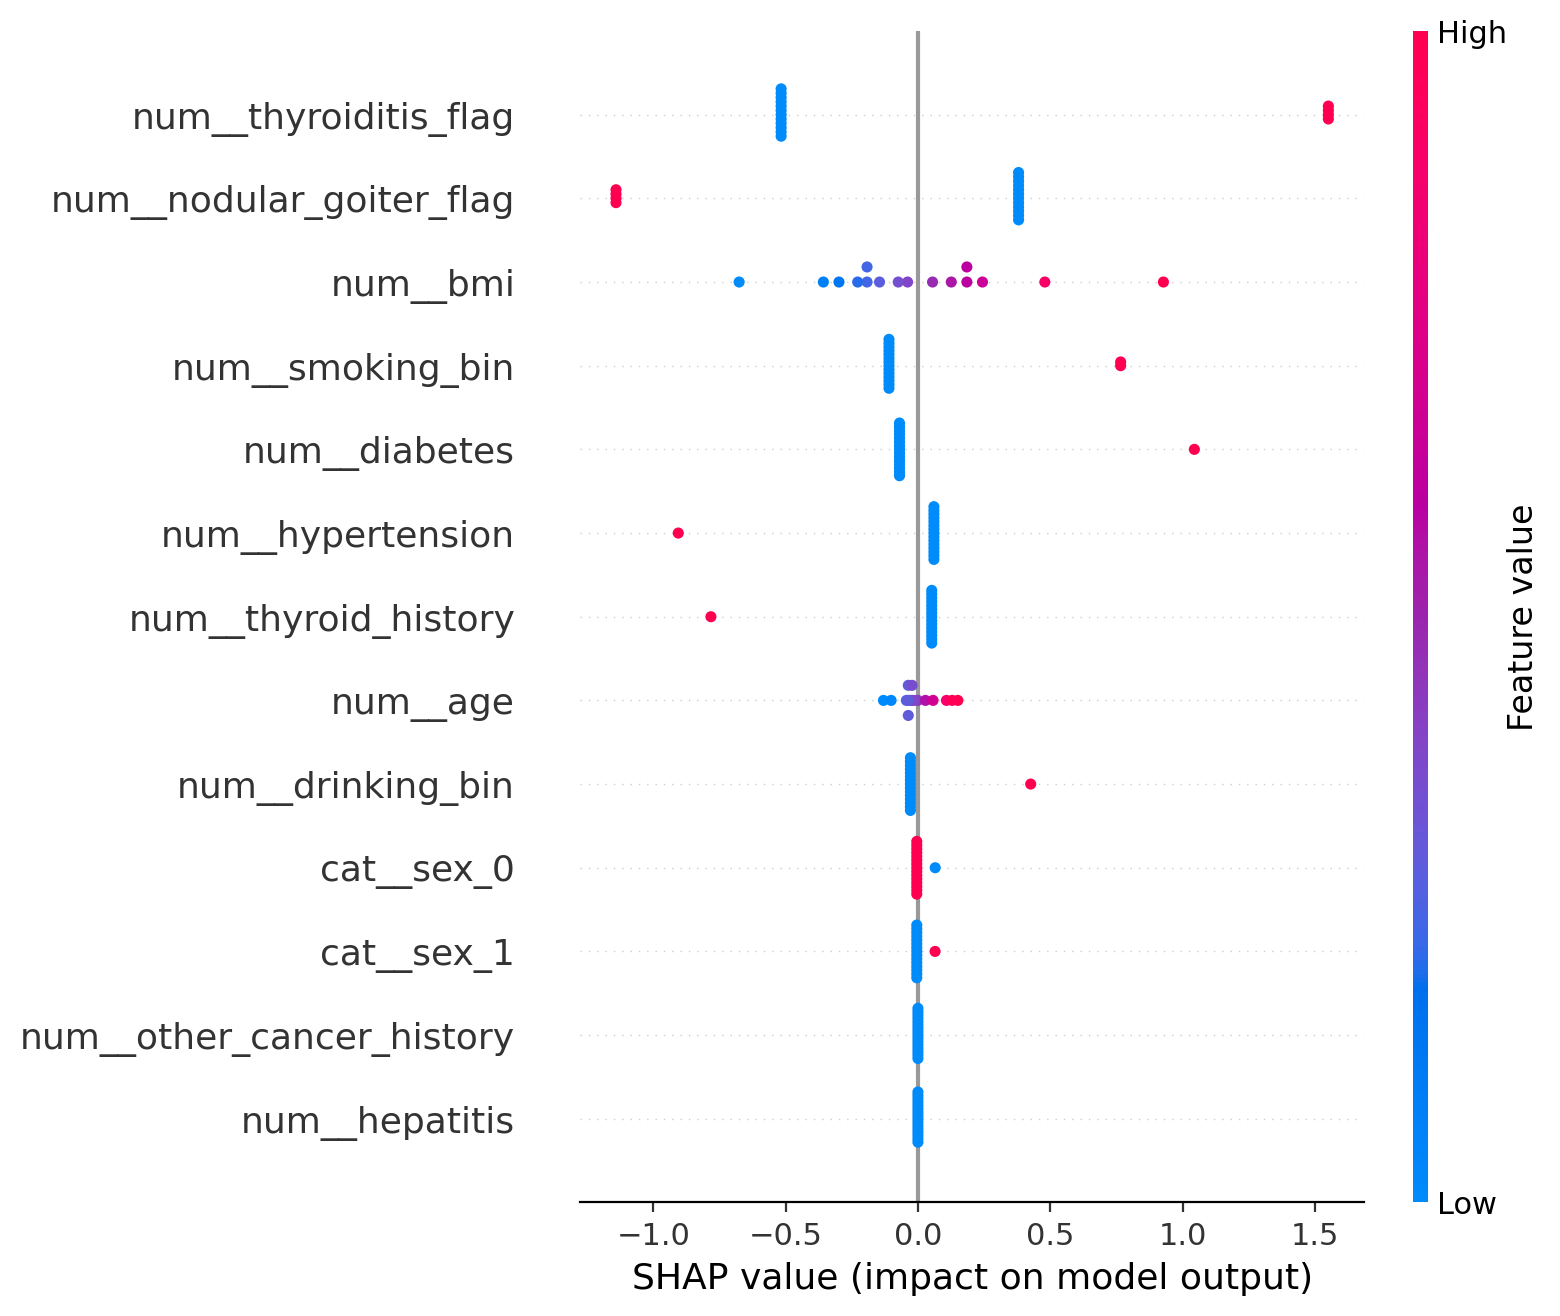 High
num__thyroiditis_flag
num__nodular_goiter_flag
num__bmi
num__smoking_bin
num__diabetes
num__hypertension
num__thyroid_history
num__age
num__drinking_bin
cat__sex_0
cat__sex_1
num__other_cancer_history
num__hepatitis
Feature value
Low
−1.0 −0.5 0.0 0.5 1.0 1.5
SHAP value (impact on model output)